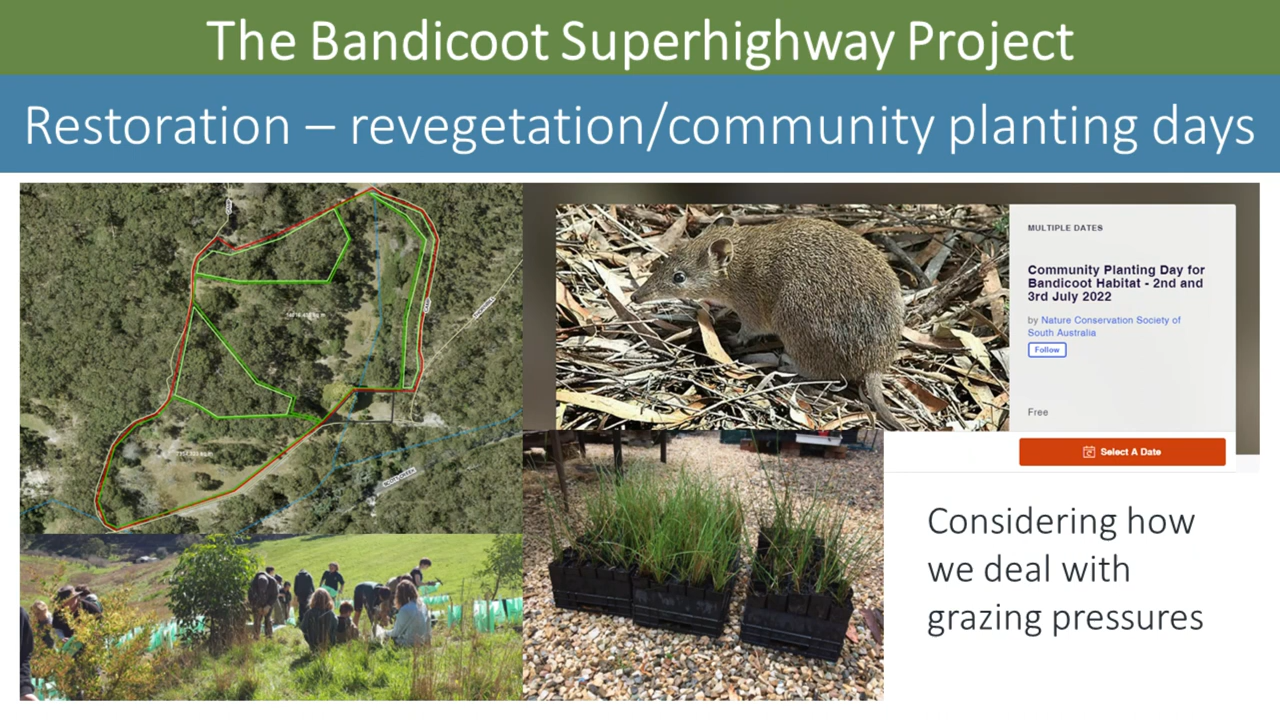 The Bandicoot Superhighway Project
Restoration – revegetation/community planting days
MULTIPLE DATES
Community Planting Day for
Bandicoot Habitat - 2nd and
3rd July 2022
by Nature Conservation Society of
South Australia
Follow
Free
Select A Date
Considering how
we deal with
grazing pressures